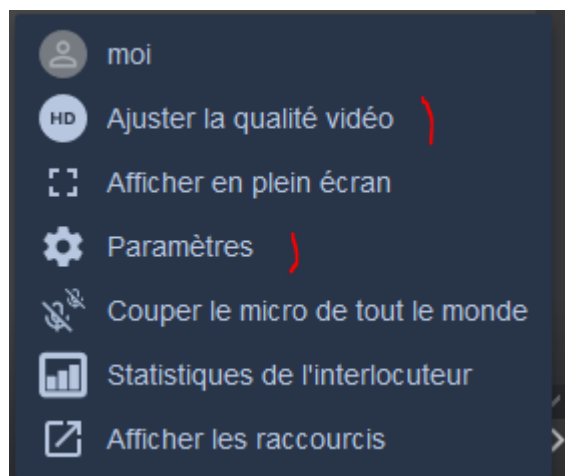 moi
HD Ajuster la qualité vidéo
Afficher en plein écran
Paramètres
Couper le micro de tout le monde
Statistiques de l'interlocuteur
Afficher les raccourcis